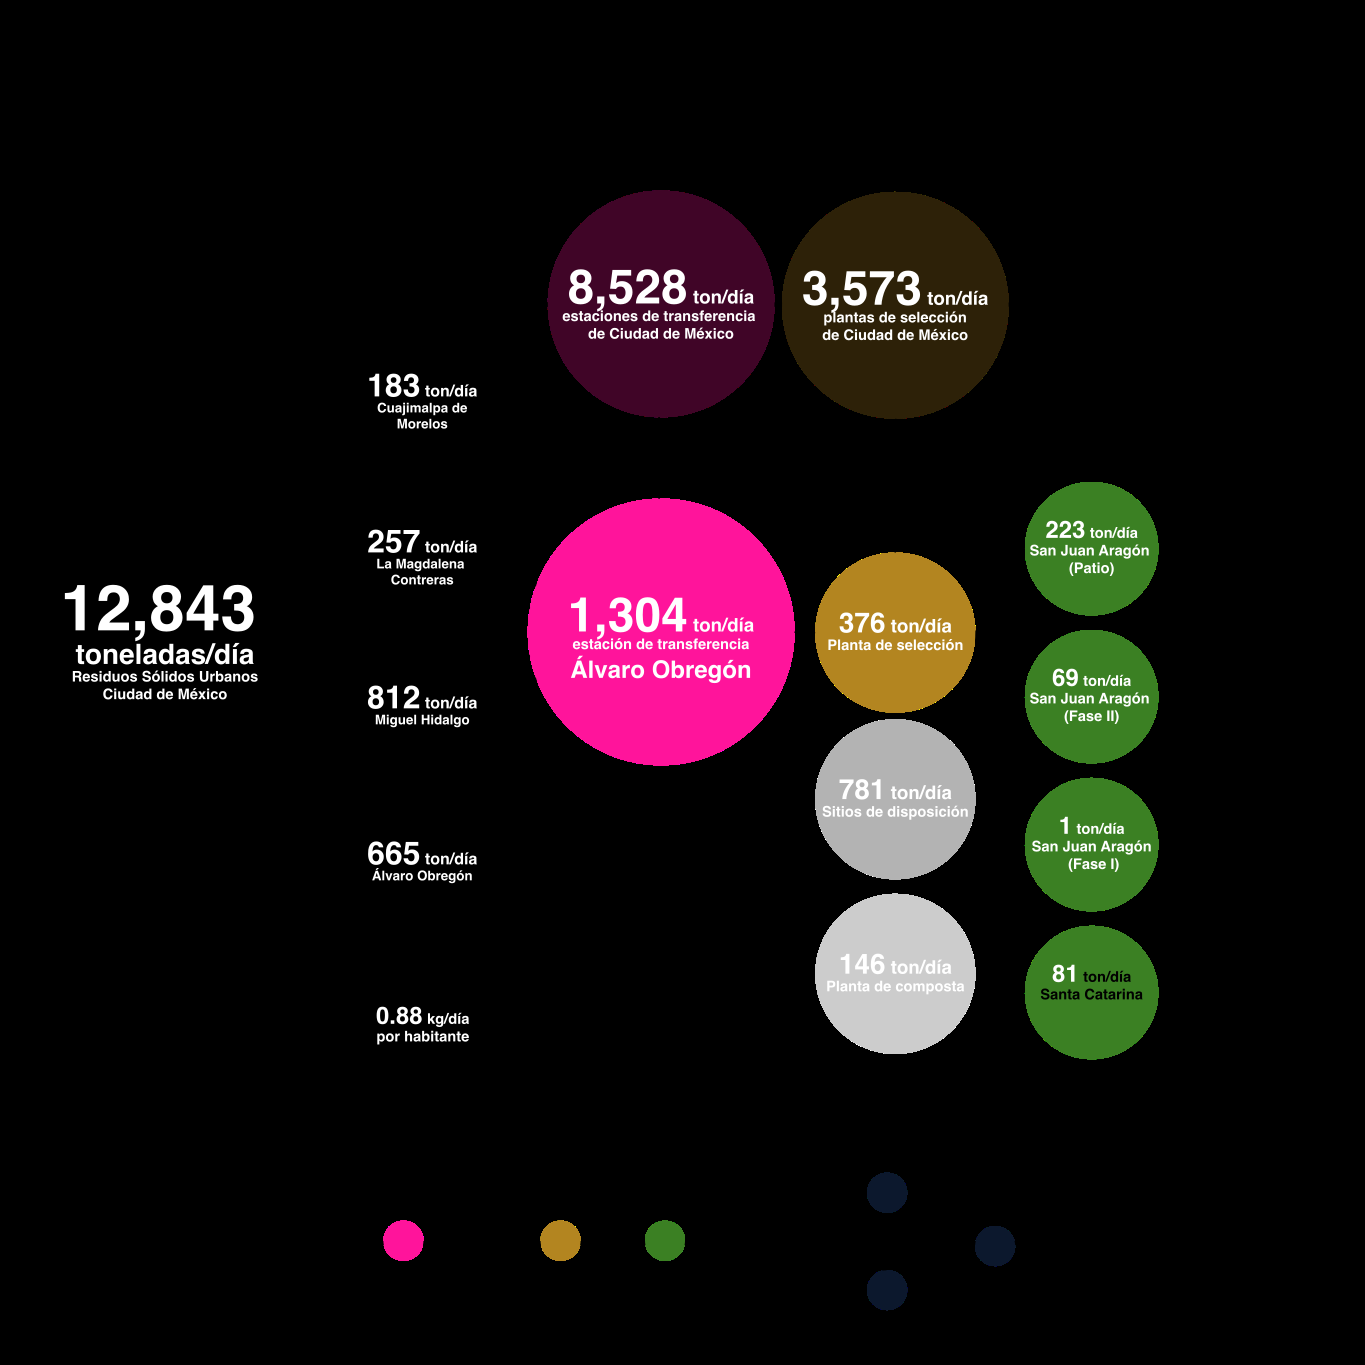 8,528 ton/día
estaciones de transferencia
de Ciudad de México
3,573 ton/día
plantas de selección
de Ciudad de México
183 ton/día
Cuajimalpa de
Morelos
257 ton/día
La Magdalena
Contreras
12,843
toneladas/día
Residuos Sólidos Urbanos
Ciudad de México
812 ton/día
Miguel Hidalgo
665 ton/día
Álvaro Obregón
0.88 kg/día
por habitante
1,304 ton/día
estación de transferencia
Álvaro Obregón
376 ton/día
Planta de selección
781 ton/día
Sitios de disposición
146 ton/día
Planta de composta
223 ton/día
San Juan Aragón
(Patio)
69 ton/día
San Juan Aragón
(Fase II)
1 ton/día
San Juan Aragón
(Fase I)
81 ton/día
Santa Catarina